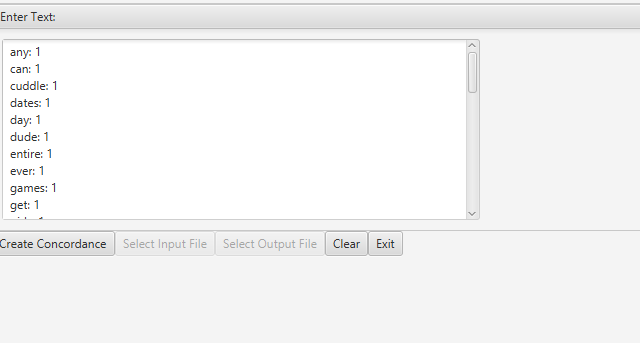 Enter Text:
any: 1
can: 1
cuddle: 1
dates: 1
day: 1
dude: 1
entire: 1
ever: 1
games: 1
get: 1
Create Concordance Select Input File Select Output File Clear Exit